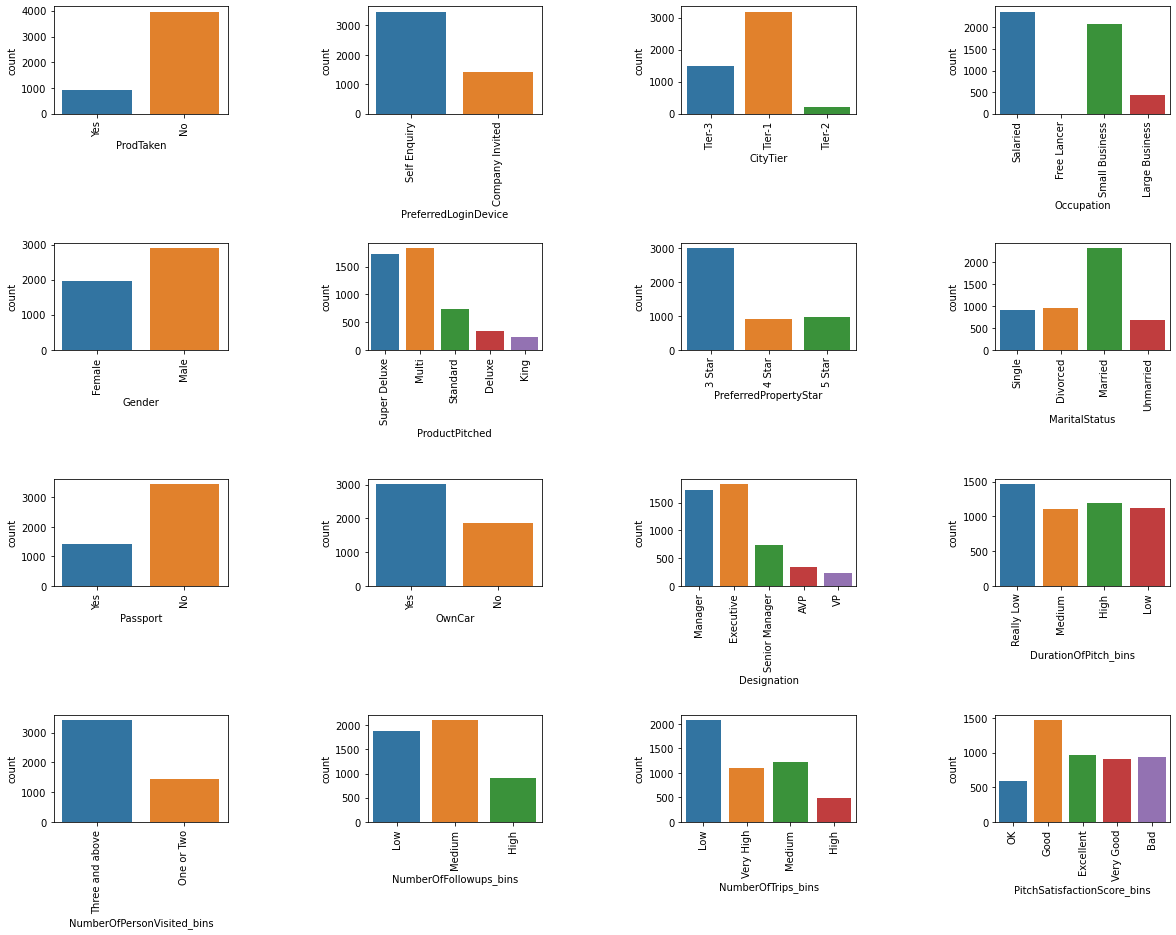 4000
3000
2000
1000
0
count
Yes
No
ProdTaken
3000
2000
1000
0
count
Self Enquiry
Company Invited
PreferredLoginDevice
3000
2000
1000
0
count
Tier-3
Tier-1
Tier-2
CityTier
2000
1500
1000
500
0
count
Salaried
Free Lancer
Small Business
Large Business
Occupation
3000
2000
1000
0
count
Female
Male
Gender
1500
1000
500
0
count
Super Deluxe
Multi
Standard
Deluxe
King
ProductPitched
3000
2000
1000
0
count
3 Star
4 Star
5 Star
PreferredPropertyStar
2000
1500
1000
500
0
count
Single
Divorced
Married
Unmarried
MaritalStatus
3000
2000
1000
0
count
Yes
No
Passport
3000
2000
1000
0
count
Yes
No
OwnCar
1500
1000
500
0
count
Manager
Executive
Senior Manager
AVP
VP
Designation
1500
1000
500
0
count
Really Low
Medium
High
Low
DurationOfPitch_bins
3000
2000
1000
0
count
Three and above
One or Two
NumberOfPersonVisited_bins
2000
1500
1000
500
0
count
Low
Medium
High
NumberOfFollowups_bins
2000
1500
1000
500
0
count
Low
Very High
Medium
High
NumberOfTrips_bins
1500
1000
500
0
count
OK
Good
Excellent
Very Good
Bad
PitchSatisfactionScore_bins